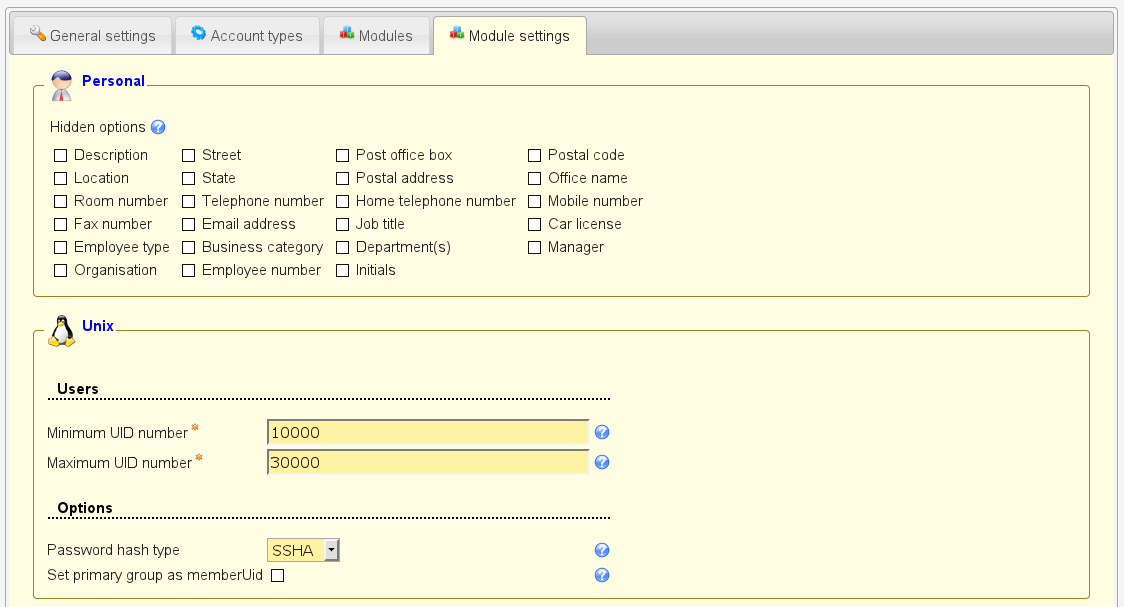 General settings Account types Modules Module settings
Personal
Hidden options
Description Street Post office box Postal code
Location State Postal address Office name
Room number Telephone number Home telephone number Mobile number
Fax number Email address Job title Car license
Employee type Business category Department(s) Manager
Organisation Employee number Initials
Unix
Users
Minimum UID number * 10000
Maximum UID number * 30000
Options
Password hash type SSHA
Set primary group as memberUid